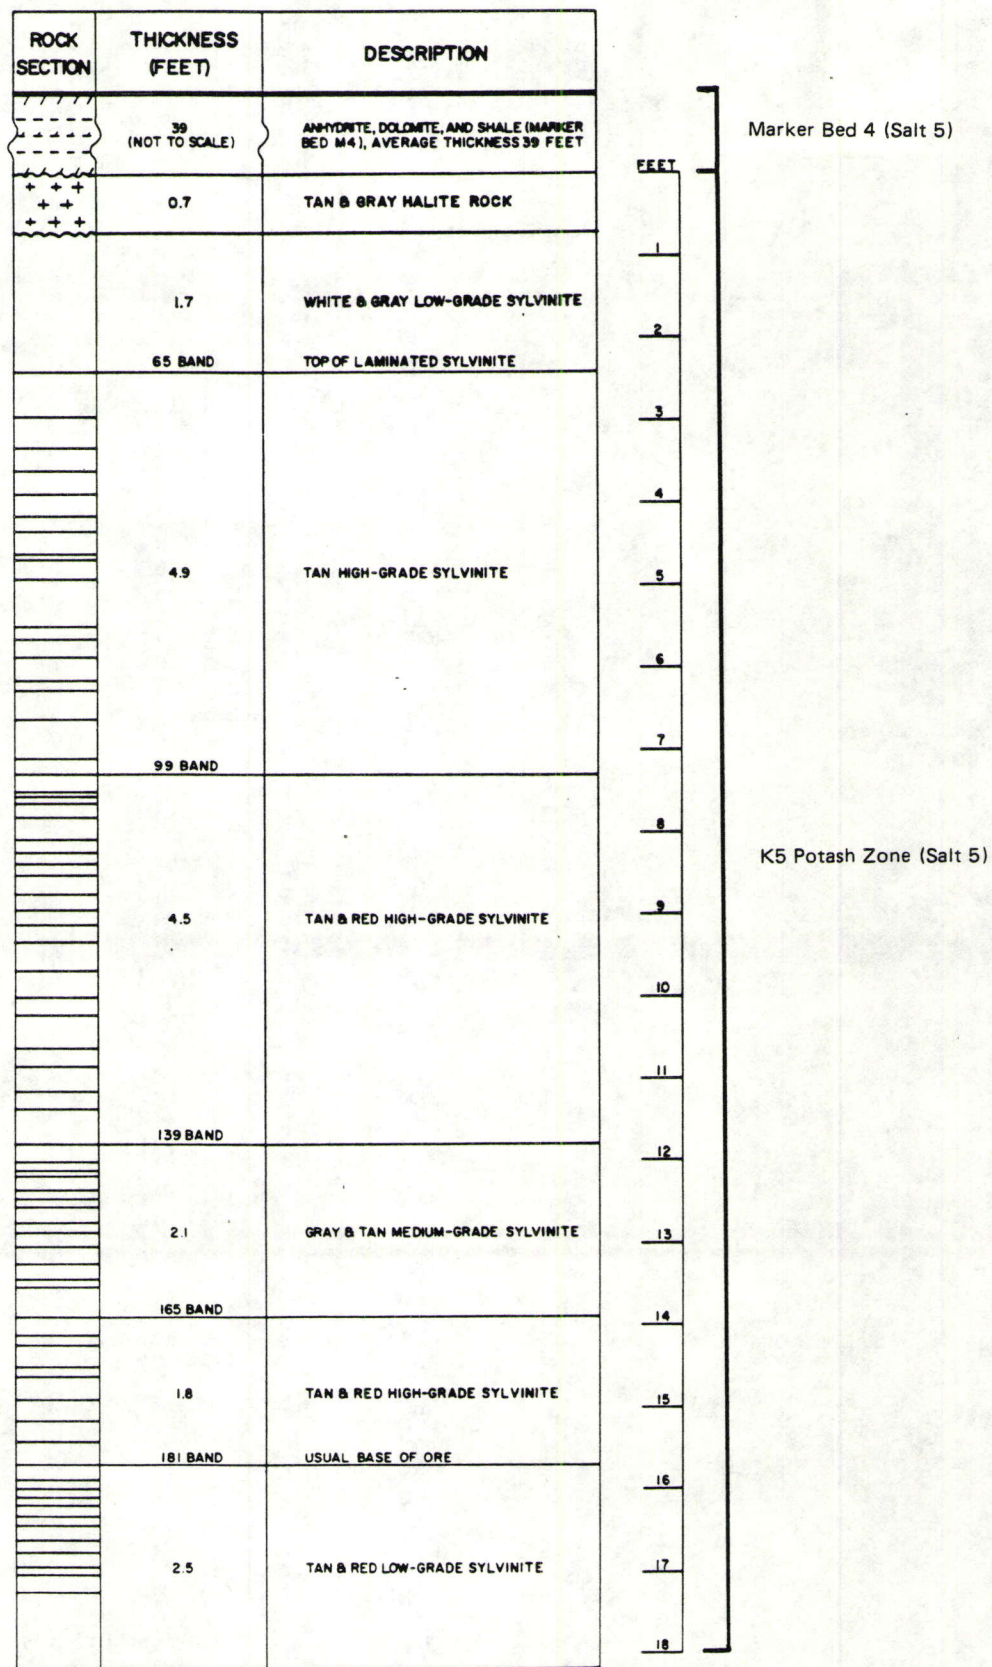 ROCK SECTION
THICKNESS (FEET)
DESCRIPTION
39
(NOT TO SCALE)
ANHYDRITE, DOLOMITE, AND SHALE (MARKER
BED M4), AVERAGE THICKNESS 39 FEET
Marker Bed 4 (Salt 5)
FEET
0.7
TAN & GRAY HALITE ROCK
1
1.7
WHITE & GRAY LOW-GRADE SYLVINITE
2
65 BAND
TOP OF LAMINATED SYLVINITE
3
4
4.9
TAN HIGH-GRADE SYLVINITE
5
6
7
99 BAND
8
K5 Potash Zone (Salt 5)
4.5
TAN & RED HIGH-GRADE SYLVINITE
9
10
11
139 BAND
12
2.1
GRAY & TAN MEDIUM-GRADE SYLVINITE
13
165 BAND
14
1.8
TAN & RED HIGH-GRADE SYLVINITE
15
181 BAND
USUAL BASE OF ORE
16
2.5
TAN & RED LOW-GRADE SYLVINITE
17
18